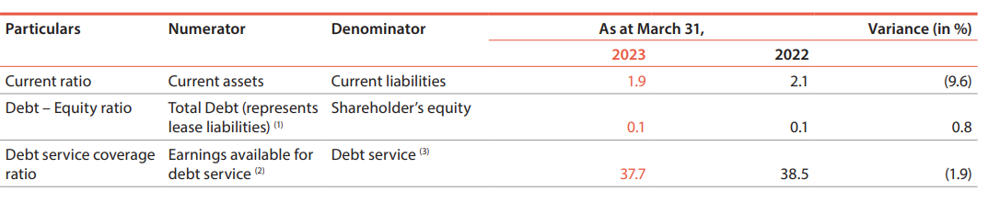 Particulars Numerator Denominator As at March 31, Variance (in %)
2023 2022
Current ratio Current assets Current liabilities 1.9 2.1 (9.6)
Debt – Equity ratio Total Debt (represents Shareholder’s equity
lease liabilities) (1) 0.1 0.1 0.8
Debt service coverage Earnings available for Debt service (3)
ratio debt service (2) 37.7 38.5 (1.9)